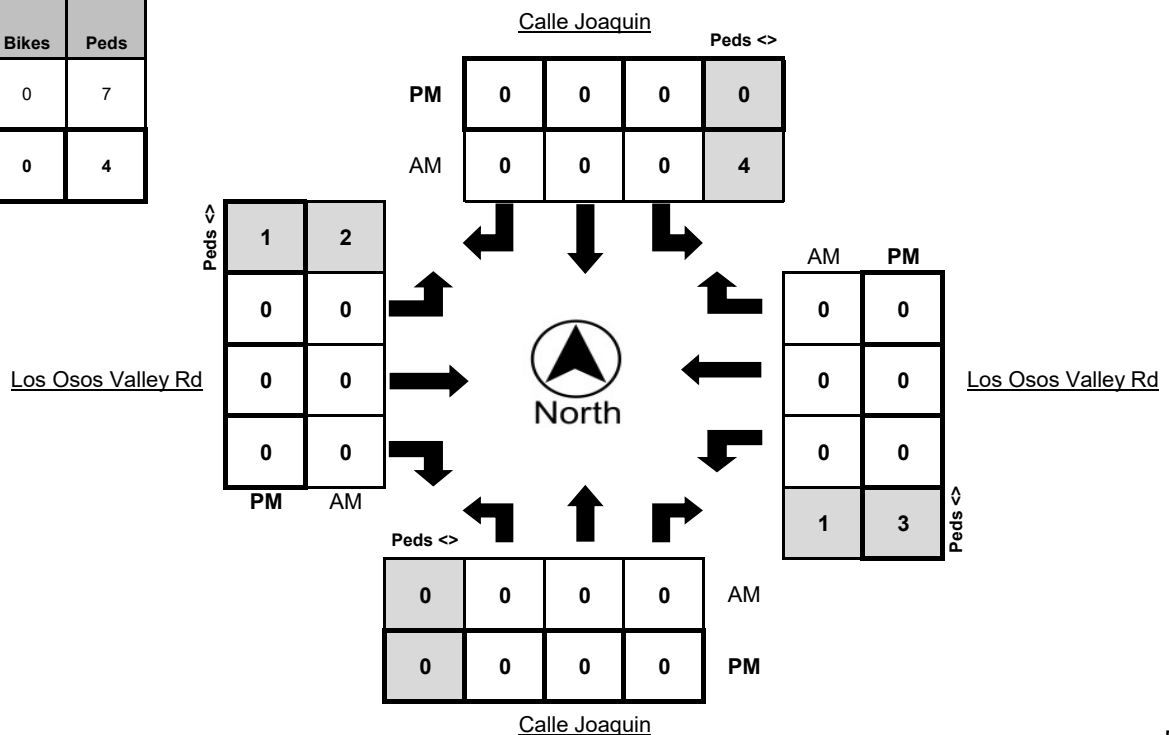 Bikes Peds
0 7
0 4
Calle Joaquin
Peds <>
PM 0 0 0 0
AM 0 0 0 4
Peds <>
1 2
0 0
0 0
0 0
PM AM
Los Osos Valley Rd
North
AM PM
0 0
0 0
0 0
1 3
Peds <>
Los Osos Valley Rd
Peds <>
0 0 0 0 AM
0 0 0 0 PM
Calle Joaquin